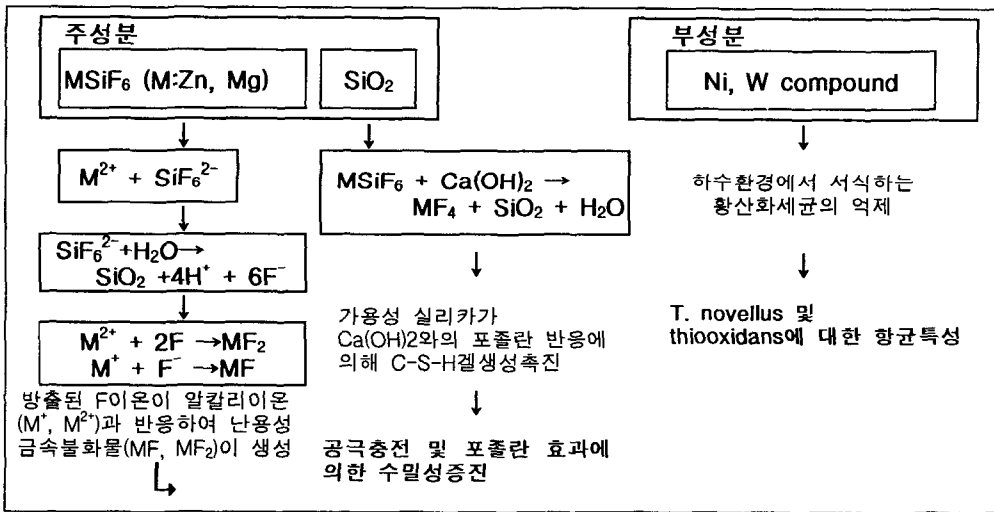 주성분
MSiF₆ (M:Zn, Mg)
SiO₂
M²⁺ + SiF₆²⁻
SiF₆²⁻+H₂O→
SiO₂ +4H⁺ + 6F⁻
M²⁺ + 2F →MF₂
M⁺ + F⁻ →MF
방출된 F이온이 알칼리이온
(M⁺, M²⁺)과 반응하여 난용성
금속불화물(MF, MF₂)이 생성
MSiF₆ + Ca(OH)₂ →
MF₄ + SiO₂ + H₂O
가용성 실리카가
Ca(OH)2와의 포졸란 반응에
의해 C-S-H겔생성촉진
공극충전 및 포졸란 효과에
의한 수밀성증진
부성분
Ni, W compound
하수환경에서 서식하는
황산화세균의 억제
T. novellus 및
thiooxidans에 대한 항균특성